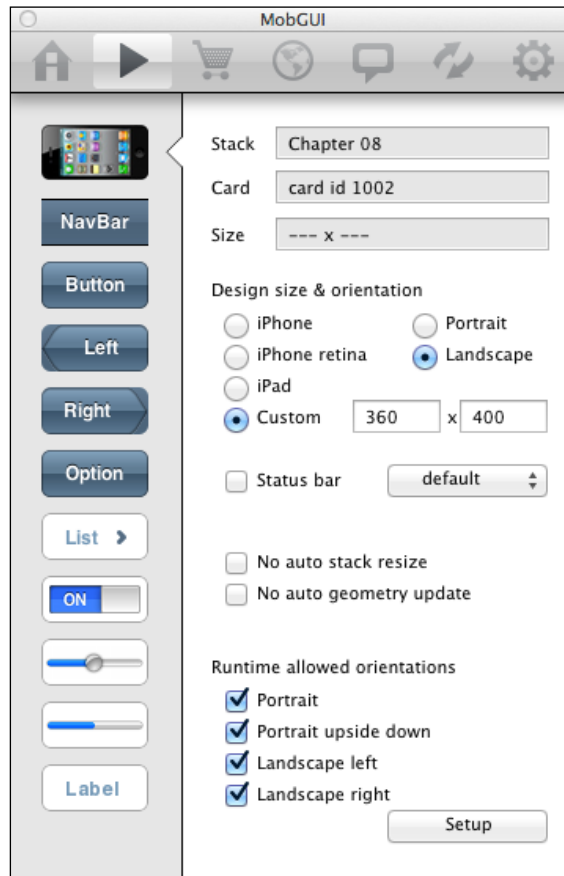 MobGUI
NavBar
Button
Left
Right
Option
List
ON
Label
Stack Chapter 08
Card card id 1002
Size --- x ---
Design size & orientation
iPhone Portrait
iPhone retina Landscape
iPad
Custom 360 x 400
Status bar default
No auto stack resize
No auto geometry update
Runtime allowed orientations
Portrait
Portrait upside down
Landscape left
Landscape right
Setup